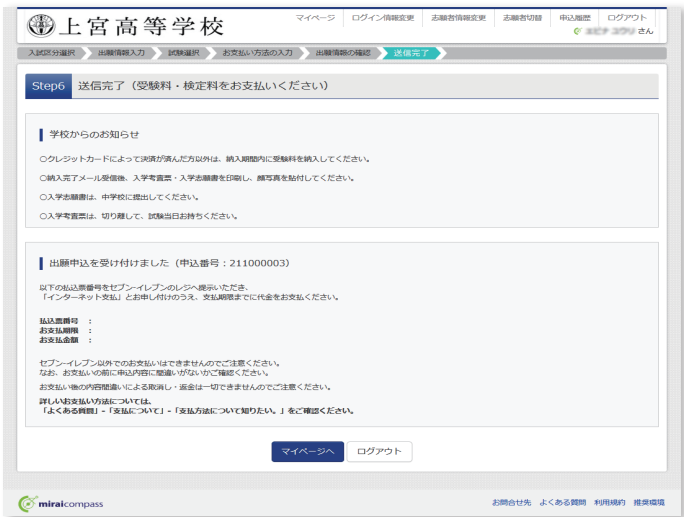 上宮高等学校
マイページ ログイン情報変更 志願者情報変更 志願者切替 申込履歴 ログアウト
さん
入試区分選択 出願情報入力 試験選択 お支払い方法の入力 出願情報の確認 送信完了
Step6 送信完了（受験料・検定料をお支払いください）
学校からのお知らせ
○クレジットカードによって決済が済んだ方以外は、納入期間内に受験料を納入してください。
○納入完了メール受信後、入学考査票・入学志願書を印刷し、顔写真を貼付してください。
○入学志願書は、中学校に提出してください。
○入学考査票は、切り離して、試験当日お持ちください。
出願申込を受け付けました（申込番号：211000003）
以下の払込票番号をセブン-イレブンのレジへ提示いただき、
「インターネット支払」とお申し付けのうえ、支払期限までに代金をお支払ください。
払込票番号 ：
お支払期限 ：
お支払金額 ：
セブン-イレブン以外でのお支払いはできませんのでご注意ください。
なお、お支払いの前に申込内容に間違いがないかご確認ください。
お支払い後の内容間違いによる取消し・返金は一切できませんのでご注意ください。
詳しいお支払い方法については、
「よくある質問」-「支払について」-「支払方法について知りたい。」をご確認ください。
マイページへ ログアウト
miraicompass
お問合せ先 よくある質問 利用規約 推奨環境